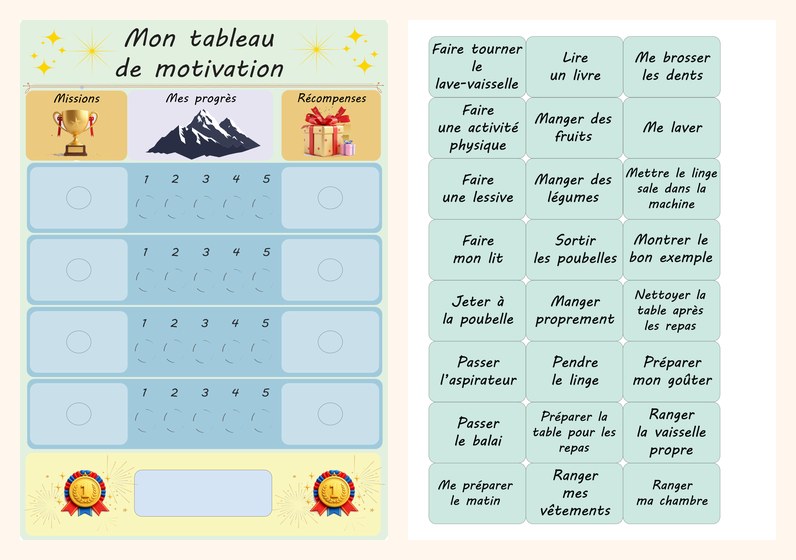 Mon tableau
de motivation
Missions
Mes progrès
Récompenses
1 2 3 4 5
1 2 3 4 5
1 2 3 4 5
1 2 3 4 5
1
1
Faire tourner
le
lave-vaisselle
Lire
un livre
Me brosser
les dents
Faire
une activité
physique
Manger des
fruits
Me laver
Faire
une lessive
Manger des
légumes
Mettre le linge
sale dans la
machine
Faire
mon lit
Sortir
les poubelles
Montrer le
bon exemple
Jeter à
la poubelle
Manger
proprement
Nettoyer la
table après
les repas
Passer
l'aspirateur
Pendre
le linge
Préparer
mon goûter
Passer
le balai
Préparer la
table pour les
repas
Ranger
la vaisselle
propre
Me préparer
le matin
Ranger
mes
vêtements
Ranger
ma chambre